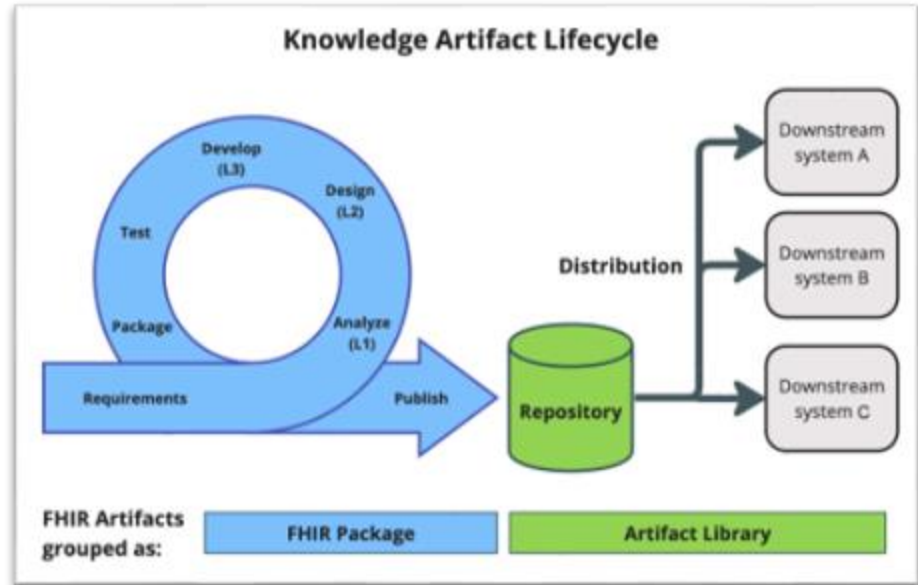 Knowledge Artifact Lifecycle
Develop
(L3)
Design
(L2)
Test
Package
Analyze
(L1)
Requirements
Publish
Repository
Distribution
Downstream
system A
Downstream
system B
Downstream
system C
FHIR Artifacts
grouped as:
FHIR Package
Artifact Library